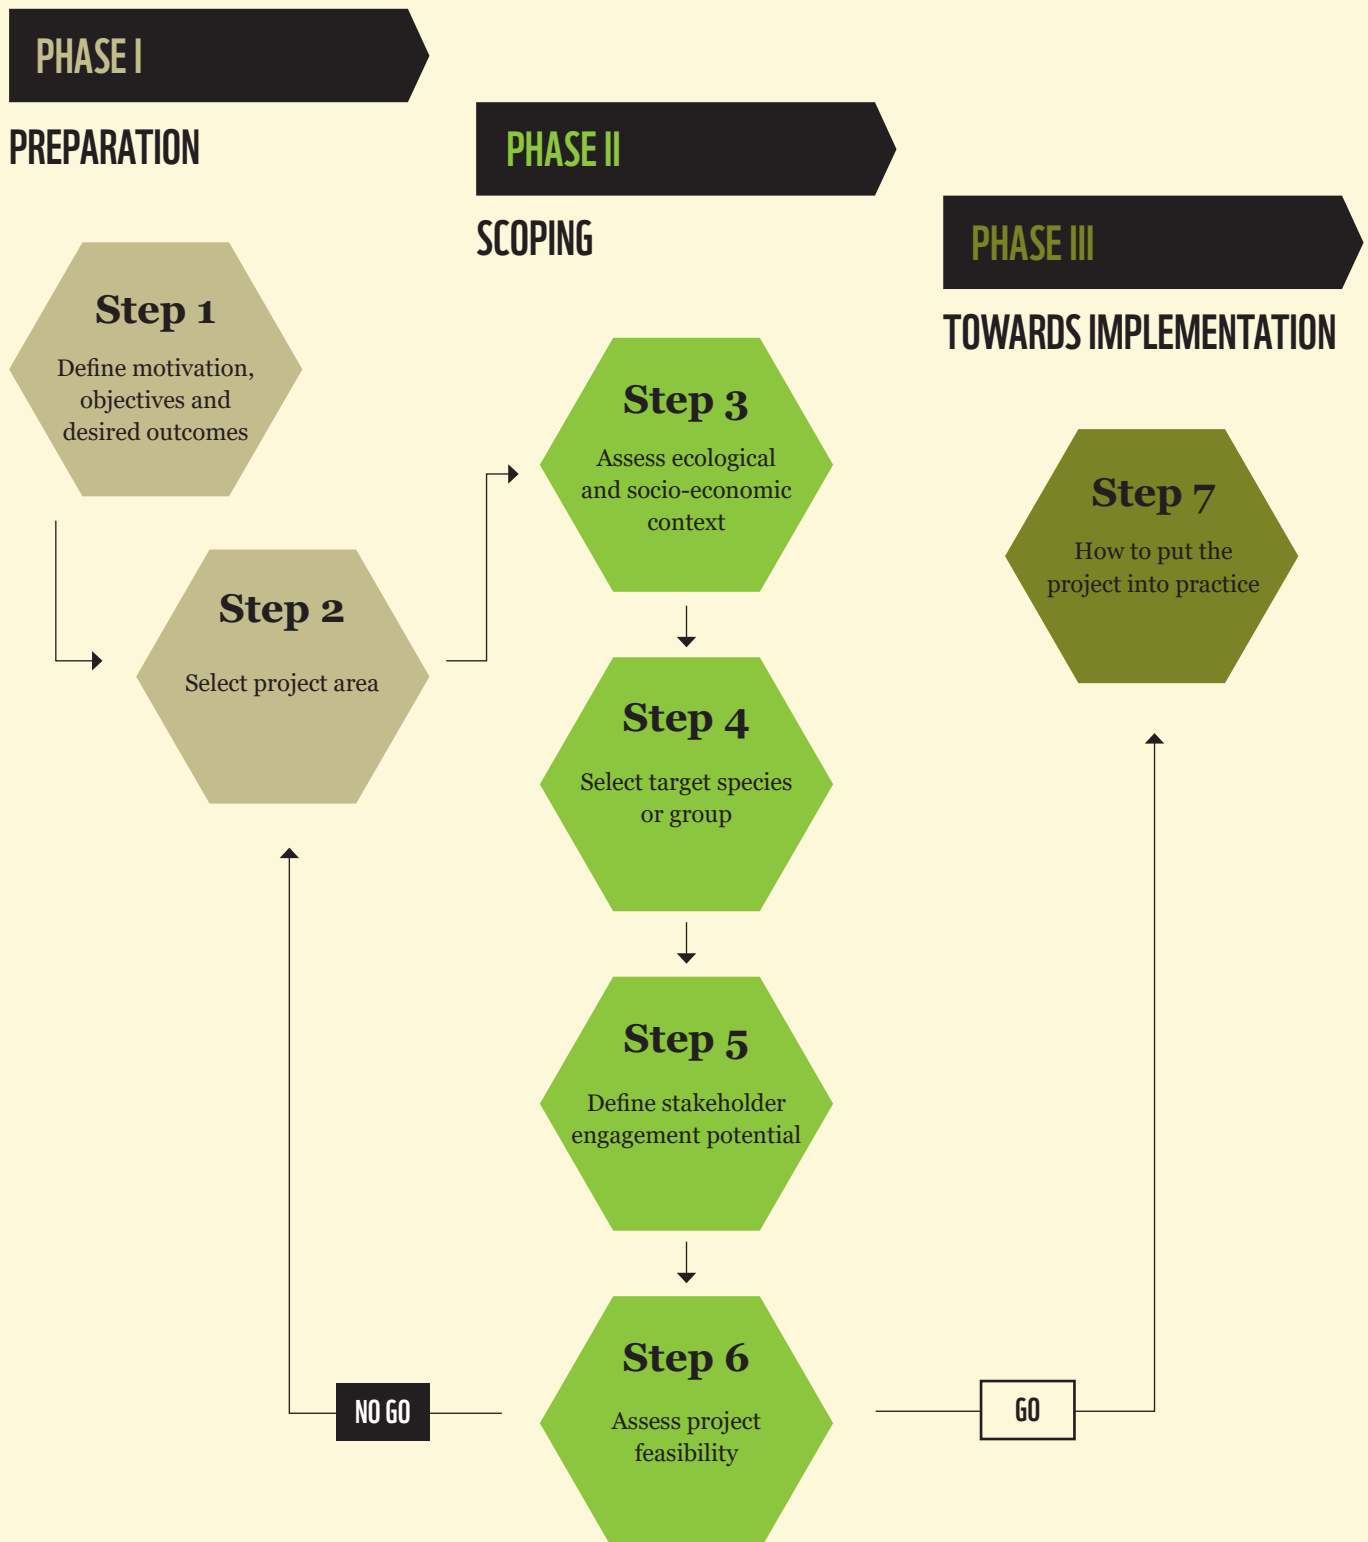 PHASE I
PREPARATION
Step 1
Define motivation,
objectives and
desired outcomes
Step 2
Select project area
PHASE II
SCOPING
Step 3
Assess ecological
and socio-economic
context
Step 4
Select target species
or group
Step 5
Define stakeholder
engagement potential
Step 6
Assess project
feasibility
NO GO
GO
PHASE III
TOWARDS IMPLEMENTATION
Step 7
How to put the
project into practice